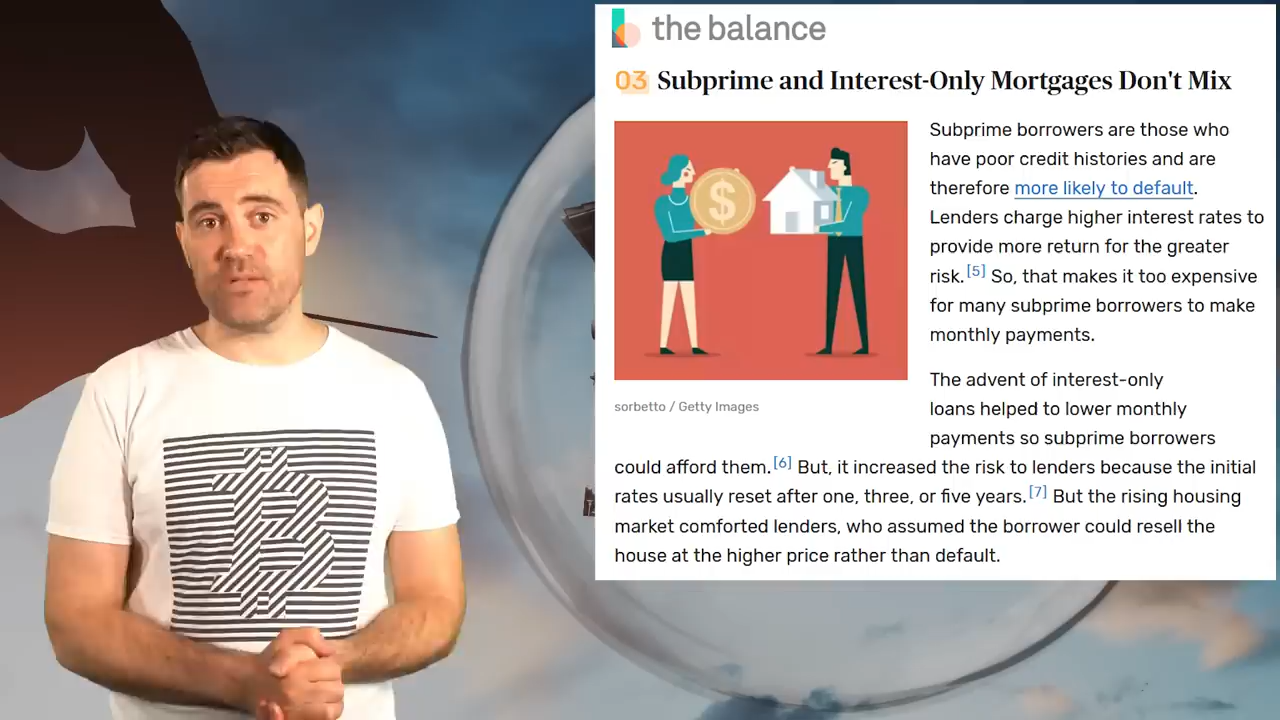 the balance
03 Subprime and Interest-Only Mortgages Don't Mix
$
Subprime borrowers are those who
have poor credit histories and are
therefore more likely to default.
Lenders charge higher interest rates to
provide more return for the greater
risk.[5] So, that makes it too expensive
for many subprime borrowers to make
monthly payments.
sorbetto / Getty Images
The advent of interest-only
loans helped to lower monthly
payments so subprime borrowers
could afford them.[6] But, it increased the risk to lenders because the initial
rates usually reset after one, three, or five years.[7] But the rising housing
market comforted lenders, who assumed the borrower could resell the
house at the higher price rather than default.